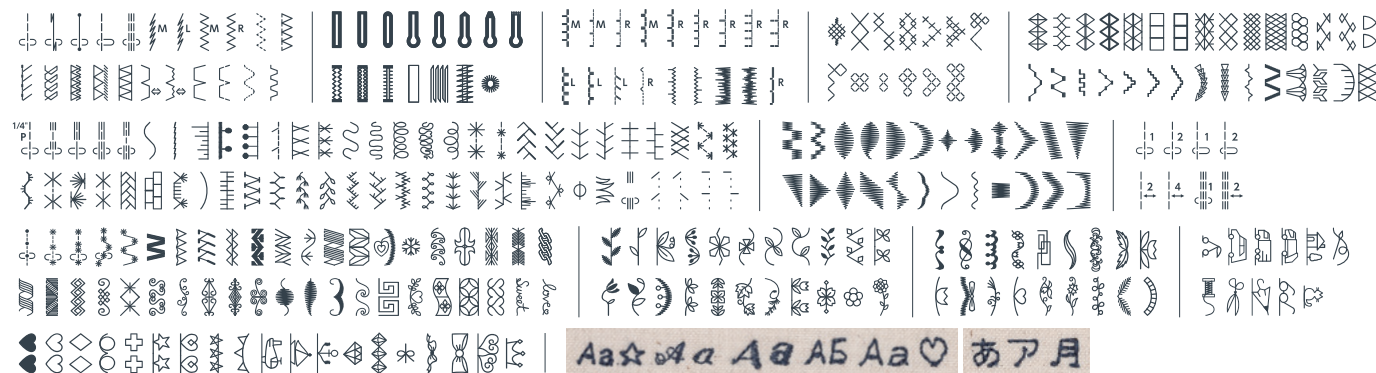 M L M R M M R R
L L R R
1/4"
P 1 2 1 2
2 4 1 2
sweet love
Aa☆ Aa Aa АБ Aa♡ あア月